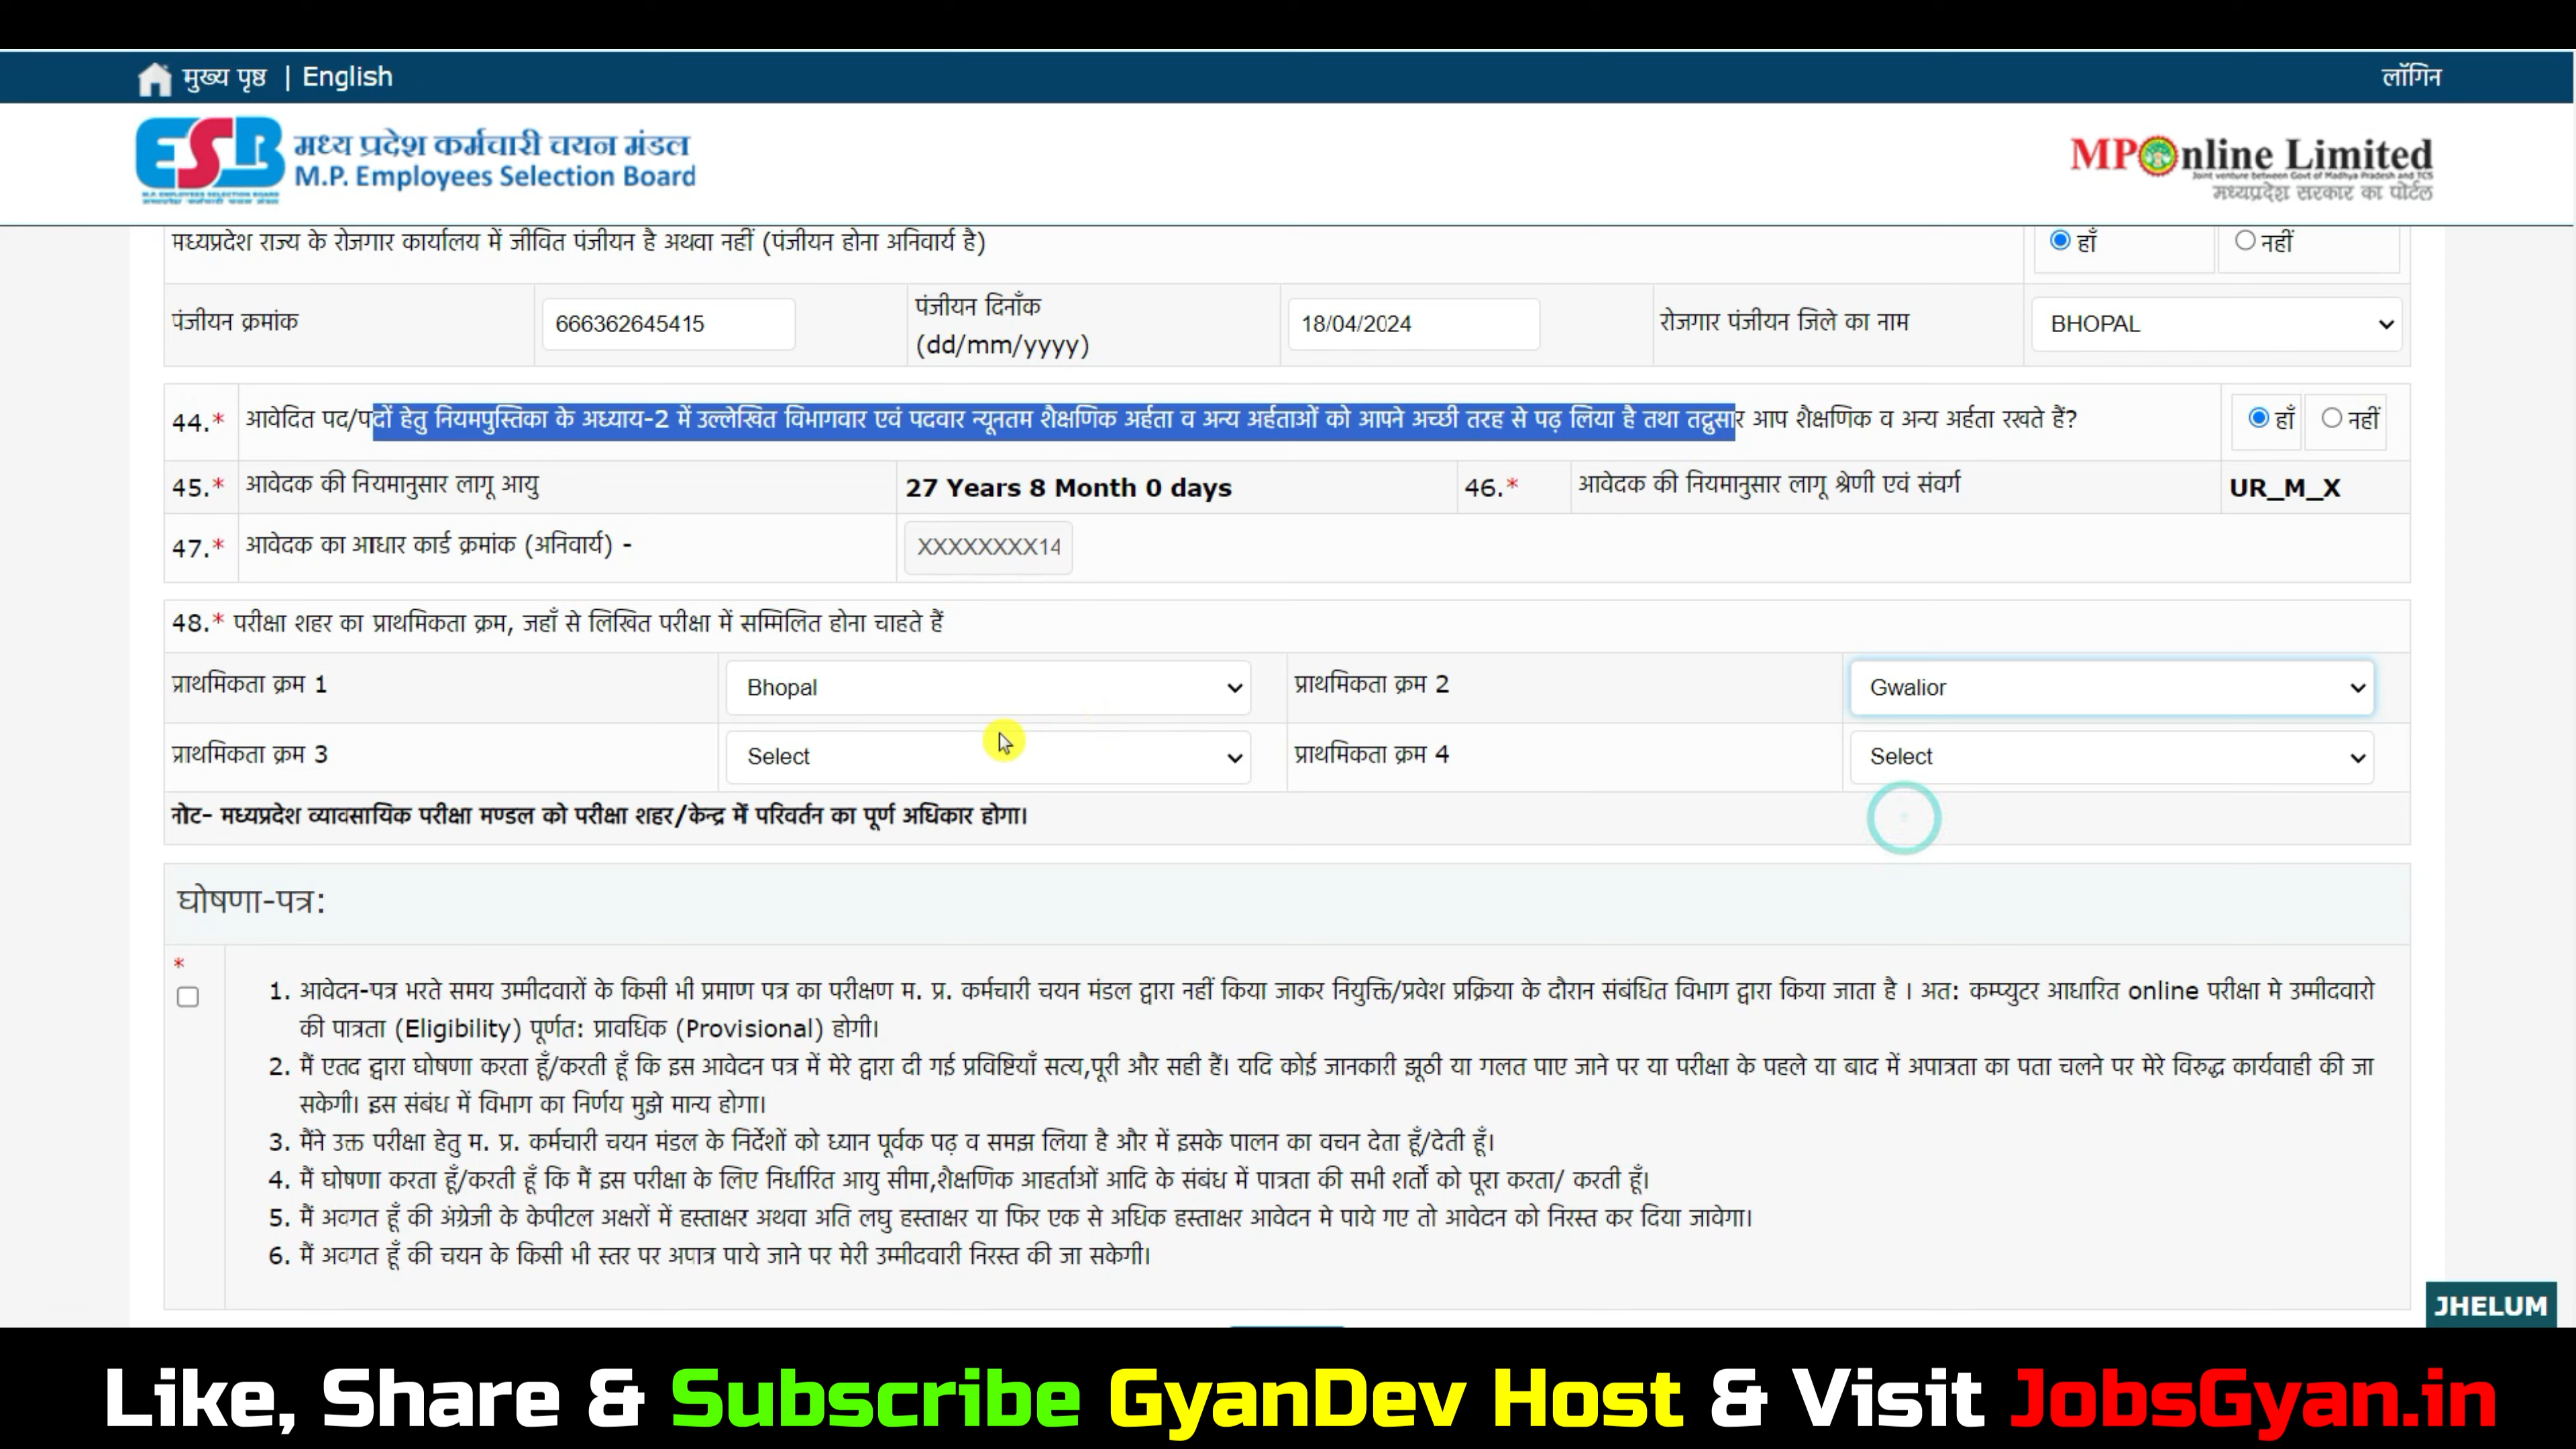 मुख्य पृष्ठ | English
लॉगिन
ESB मध्य प्रदेश कर्मचारी चयन मंडल
M.P. Employees Selection Board
MPOnline Limited
Joint venture between Govt of Madhya Pradesh and TCS
मध्यप्रदेश सरकार का पोर्टल
मध्यप्रदेश राज्य के रोजगार कार्यालय में जीवित पंजीयन है अथवा नहीं (पंजीयन होना अनिवार्य है)
हाँ नहीं
पंजीयन क्रमांक 666362645415 पंजीयन दिनाँक (dd/mm/yyyy) 18/04/2024 रोजगार पंजीयन जिले का नाम BHOPAL
44.* आवेदित पद/पदों हेतु नियमपुस्तिका के अध्याय-2 में उल्लेखित विभागवार एवं पदवार न्यूनतम शैक्षणिक अर्हता व अन्य अर्हताओं को आपने अच्छी तरह से पढ़ लिया है तथा तद्नुसार आप शैक्षणिक व अन्य अर्हता रखते हैं? हाँ नहीं
45.* आवेदक की नियमानुसार लागू आयु 27 Years 8 Month 0 days 46.* आवेदक की नियमानुसार लागू श्रेणी एवं संवर्ग UR_M_X
47.* आवेदक का आधार कार्ड क्रमांक (अनिवार्य) - XXXXXXXX14
48.* परीक्षा शहर का प्राथमिकता क्रम, जहाँ से लिखित परीक्षा में सम्मिलित होना चाहते हैं
प्राथमिकता क्रम 1 Bhopal प्राथमिकता क्रम 2 Gwalior
प्राथमिकता क्रम 3 Select प्राथमिकता क्रम 4 Select
नोट- मध्यप्रदेश व्यावसायिक परीक्षा मण्डल को परीक्षा शहर/केन्द्र में परिवर्तन का पूर्ण अधिकार होगा।
घोषणा-पत्र:
*
1. आवेदन-पत्र भरते समय उम्मीदवारों के किसी भी प्रमाण पत्र का परीक्षण म. प्र. कर्मचारी चयन मंडल द्वारा नहीं किया जाकर नियुक्ति/प्रवेश प्रक्रिया के दौरान संबंधित विभाग द्वारा किया जाता है । अत: कम्प्युटर आधारित online परीक्षा मे उम्मीदवारो
की पात्रता (Eligibility) पूर्णत: प्रावधिक (Provisional) होगी।
2. मैं एतद द्वारा घोषणा करता हूँ/करती हूँ कि इस आवेदन पत्र में मेरे द्वारा दी गई प्रविष्टियाँ सत्य,पूरी और सही हैं। यदि कोई जानकारी झूठी या गलत पाए जाने पर या परीक्षा के पहले या बाद में अपात्रता का पता चलने पर मेरे विरुद्ध कार्यवाही की जा
सकेगी। इस संबंध में विभाग का निर्णय मुझे मान्य होगा।
3. मैंने उक्त परीक्षा हेतु म. प्र. कर्मचारी चयन मंडल के निर्देशों को ध्यान पूर्वक पढ़ व समझ लिया है और में इसके पालन का वचन देता हूँ/देती हूँ।
4. मैं घोषणा करता हूँ/करती हूँ कि मैं इस परीक्षा के लिए निर्धारित आयु सीमा,शैक्षणिक आहर्ताओं आदि के संबंध में पात्रता की सभी शर्तों को पूरा करता/ करती हूँ।
5. मैं अवगत हूँ की अंग्रेजी के केपीटल अक्षरों में हस्ताक्षर अथवा अति लघु हस्ताक्षर या फिर एक से अधिक हस्ताक्षर आवेदन मे पाये गए तो आवेदन को निरस्त कर दिया जावेगा।
6. मैं अवगत हूँ की चयन के किसी भी स्तर पर अपात्र पाये जाने पर मेरी उम्मीदवारी निरस्त की जा सकेगी।
JHELUM
Like, Share & Subscribe GyanDev Host & Visit JobsGyan.in